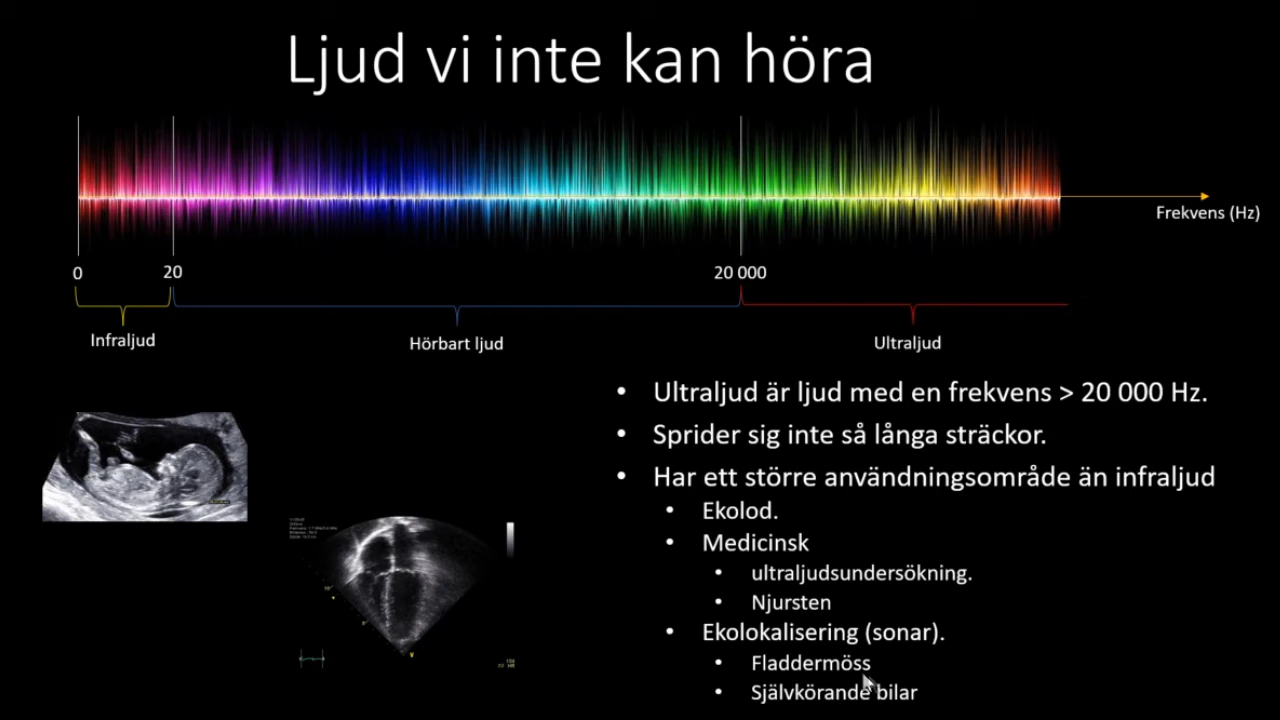 Ljud vi inte kan höra
Frekvens (Hz)
0
20
20 000
Infraljud
Hörbart ljud
Ultraljud
• Ultraljud är ljud med en frekvens > 20 000 Hz.
• Sprider sig inte så långa sträckor.
• Har ett större användningsområde än infraljud
• Ekolod.
• Medicinsk
• ultraljudsundersökning.
• Njursten
• Ekolokalisering (sonar).
• Fladdermöss
• Självkörande bilar